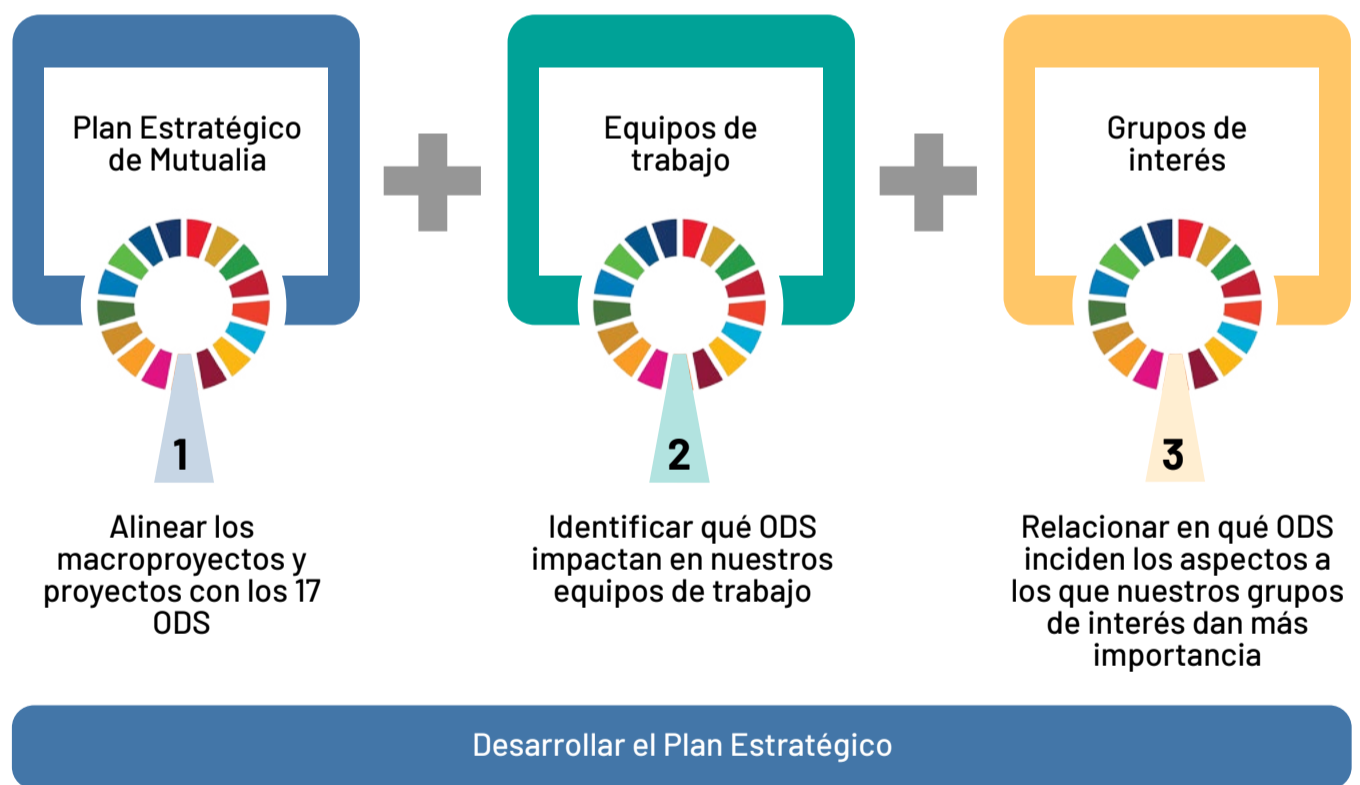 Plan Estratégico
de Mutualia
Equipos de
trabajo
Grupos de
interés
1
2
3
Alinear los
macroproyectos y
proyectos con los 17
ODS
Identificar qué ODS
impactan en nuestros
equipos de trabajo
Relacionar en qué ODS
inciden los aspectos a
los que nuestros grupos
de interés dan más
importancia
Desarrollar el Plan Estratégico